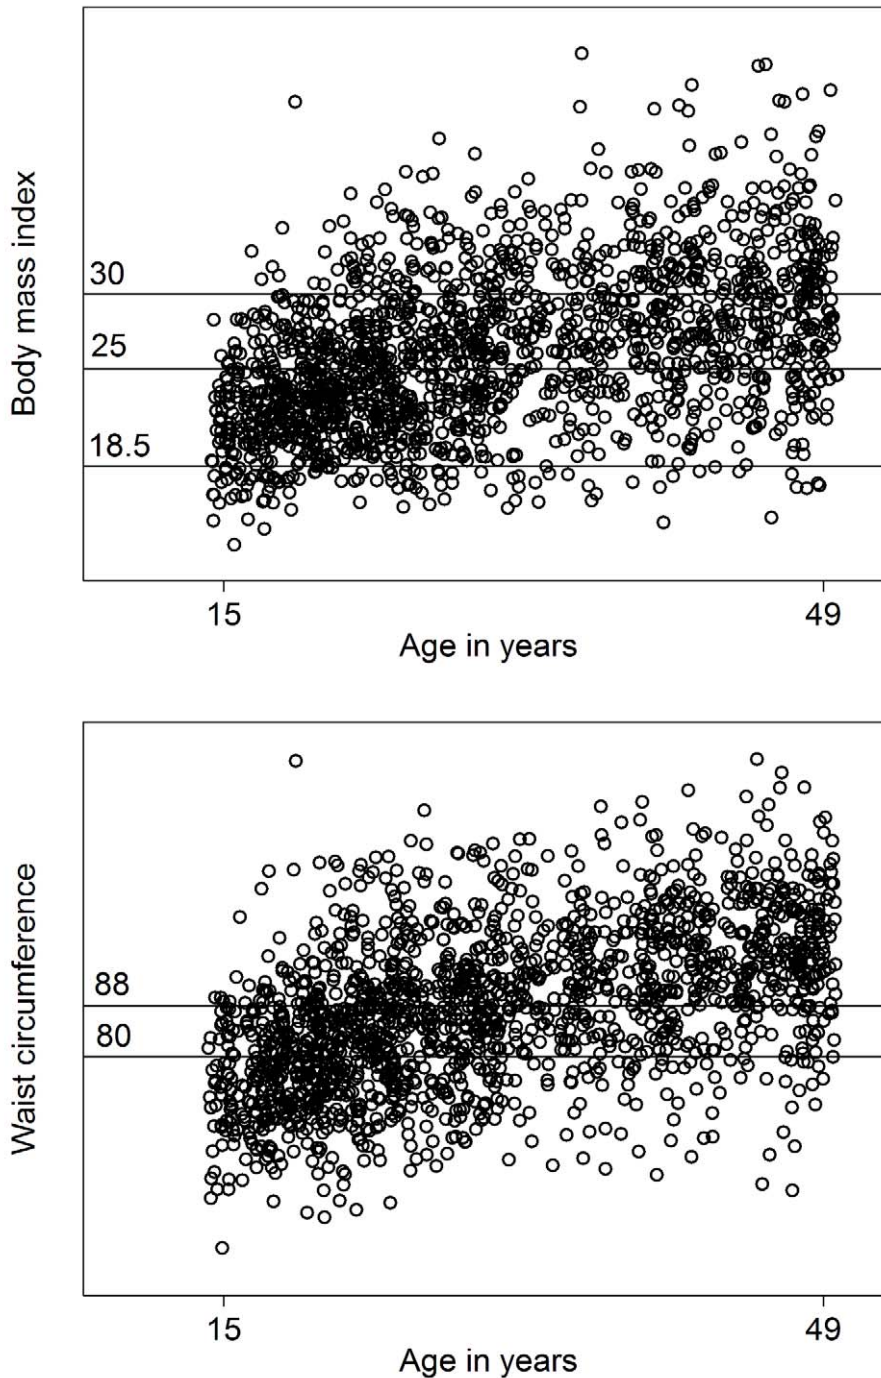 Body mass index
30
25
18.5
15
49
Age in years
Waist circumference
88
80
15
49
Age in years